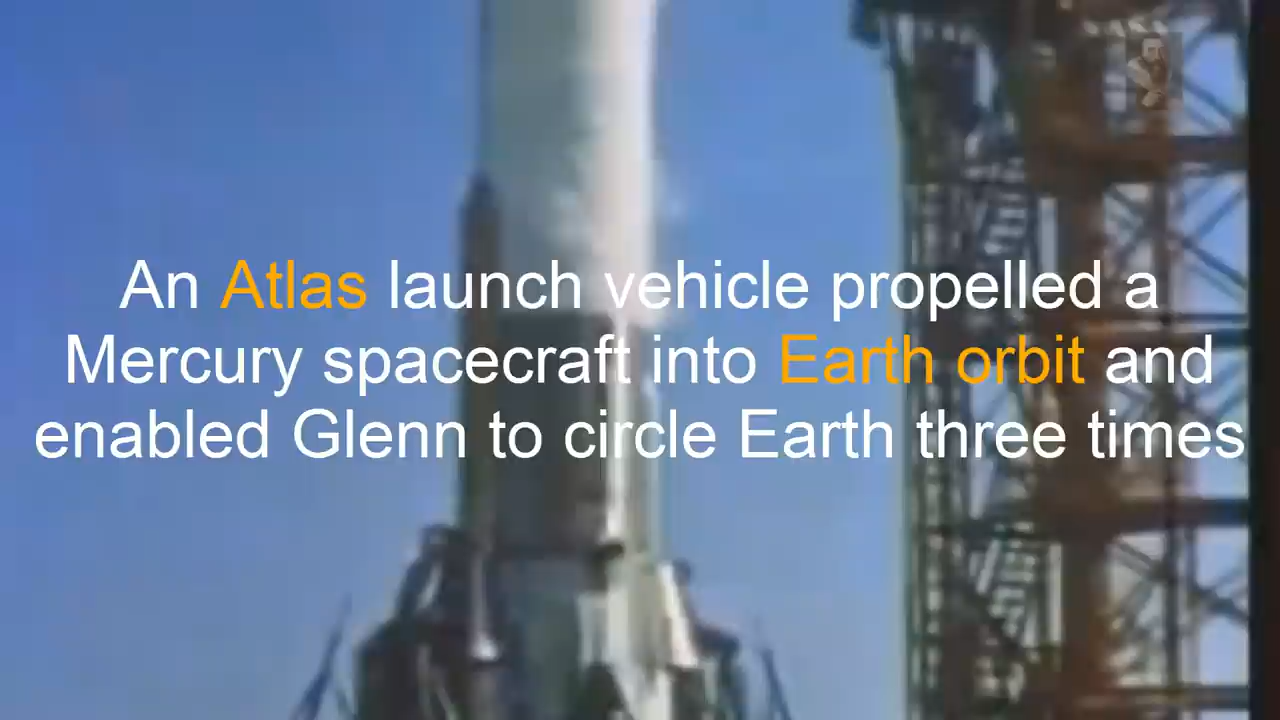 An Atlas launch vehicle propelled a
Mercury spacecraft into Earth orbit and
enabled Glenn to circle Earth three times